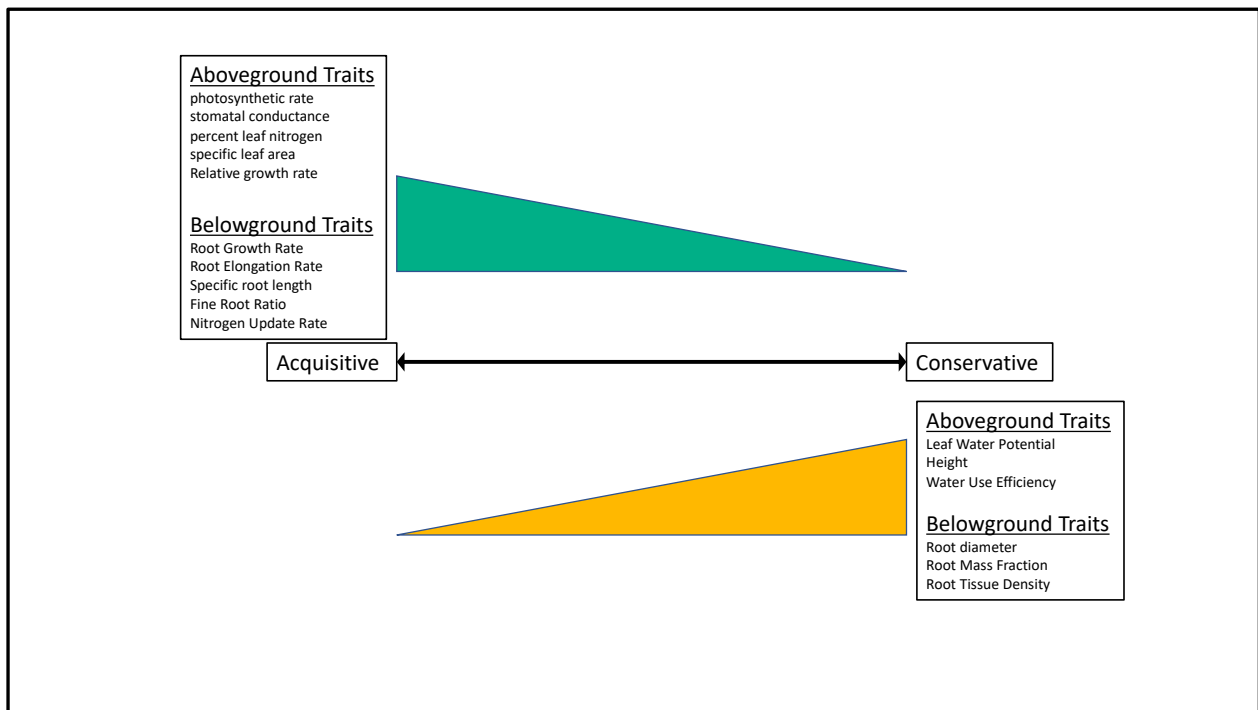 Aboveground Traits
photosynthetic rate
stomatal conductance
percent leaf nitrogen
specific leaf area
Relative growth rate
Belowground Traits
Root Growth Rate
Root Elongation Rate
Specific root length
Fine Root Ratio
Nitrogen Update Rate
Acquisitive
Conservative
Aboveground Traits
Leaf Water Potential
Height
Water Use Efficiency
Belowground Traits
Root diameter
Root Mass Fraction
Root Tissue Density